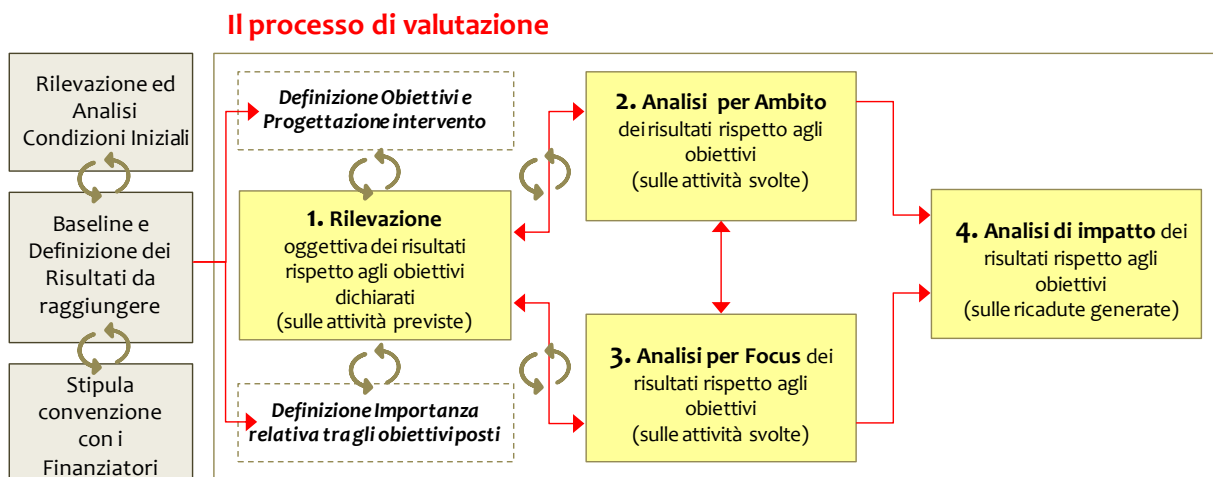 Il processo di valutazione
Rilevazione ed
Analisi
Condizioni Iniziali
Baseline e
Definizione dei
Risultati da
raggiungere
Stipula
convenzione
con i
Finanziatori
Definizione Obiettivi e
Progettazione intervento
1. Rilevazione
oggettiva dei risultati
rispetto agli obiettivi
dichiarati
(sulle attività previste)
Definizione Importanza
relativa tra gli obiettivi posti
2. Analisi per Ambito
dei risultati rispetto agli
obiettivi
(sulle attività svolte)
3. Analisi per Focus dei
risultati rispetto agli
obiettivi
(sulle attività svolte)
4. Analisi di impatto dei
risultati rispetto agli
obiettivi
(sulle ricadute generate)